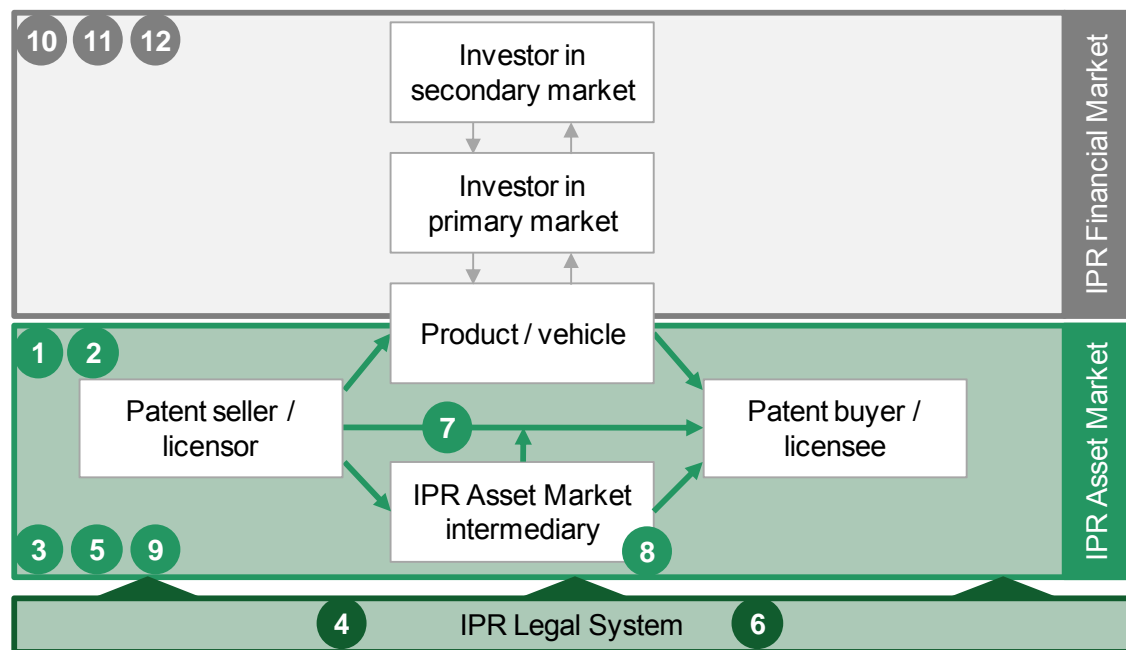 10 11 12
Investor in
secondary market
Investor in
primary market
IPR Financial Market
Product / vehicle
1 2
Patent seller /
licensor
7
Patent buyer /
licensee
IPR Asset Market
intermediary
8
3 5 9
IPR Asset Market
4 IPR Legal System 6